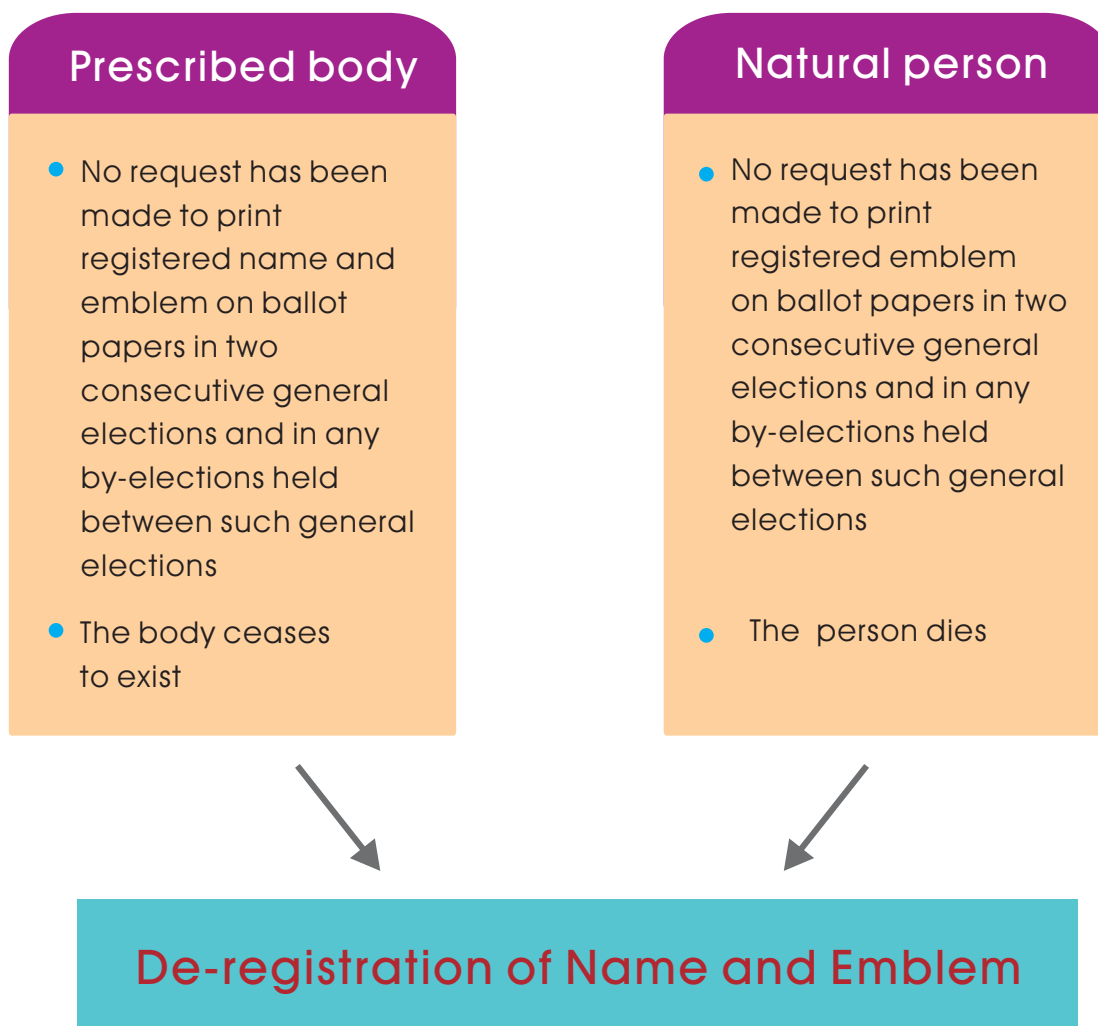 Prescribed body
No request has been
made to print
registered name and
emblem on ballot
papers in two
consecutive general
elections and in any
by-elections held
between such general
elections
The body ceases
to exist
Natural person
No request has been
made to print
registered emblem
on ballot papers in two
consecutive general
elections and in any
by-elections held
between such general
elections
The person dies
De-registration of Name and Emblem